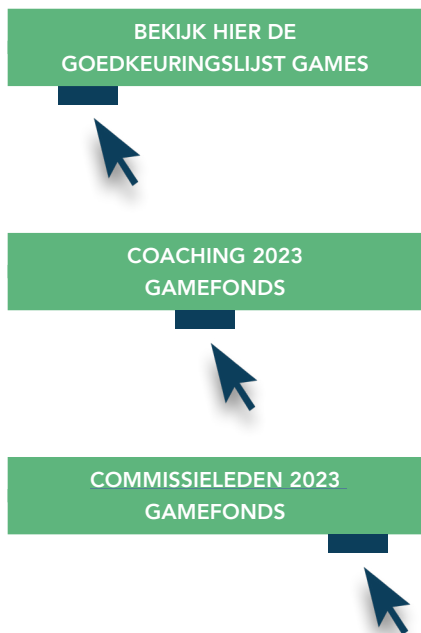 BEKIJK HIER DE
GOEDKEURINGSLIJST GAMES
COACHING 2023
GAMEFONDS
COMMISSIELEDEN 2023
GAMEFONDS